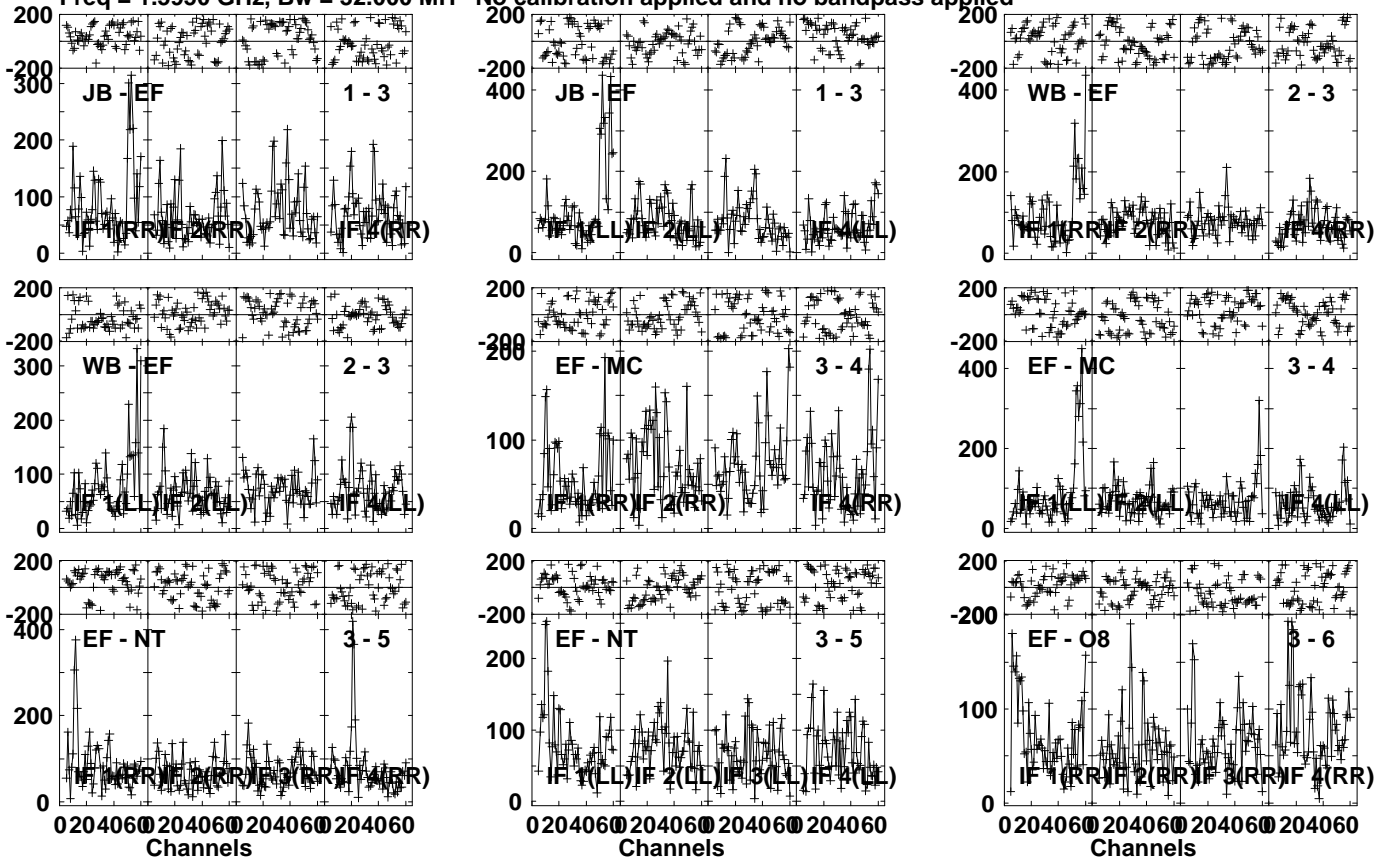 Freq = 1.5950 GHz, Bw = 32.000 MH No calibration applied and no bandpass applied
200
-200
300
200
100
0
JB - EF 1 - 3
IF 1(RR) IF 2(RR) IF 4(RR)
200
-200
400
200
0
JB - EF 1 - 3
IF 1(LL) IF 2(LL) IF 4(LL)
200
-200
400
200
0
WB - EF 2 - 3
IF 1(RR) IF 2(RR) IF 4(RR)
200
-200
300
200
100
0
WB - EF 2 - 3
IF 1(LL) IF 2(LL) IF 4(LL)
200
-200
200
100
0
EF - MC 3 - 4
IF 1(RR) IF 2(RR) IF 4(RR)
200
-200
400
200
0
EF - MC 3 - 4
IF 1(LL) IF 2(LL) IF 4(LL)
200
-200
400
200
0
EF - NT 3 - 5
IF 1(RR) IF 2(RR) IF 3(RR) IF 4(RR)
0 20 40 60 0 20 40 60 0 20 40 60 0 20 40 60
Channels
200
-200
200
100
0
EF - NT 3 - 5
IF 1(LL) IF 2(LL) IF 3(LL) IF 4(LL)
0 20 40 60 0 20 40 60 0 20 40 60 0 20 40 60
Channels
200
-200
200
100
0
EF - O8 3 - 6
IF 1(RR) IF 2(RR) IF 3(RR) IF 4(RR)
0 20 40 60 0 20 40 60 0 20 40 60 0 20 40 60
Channels